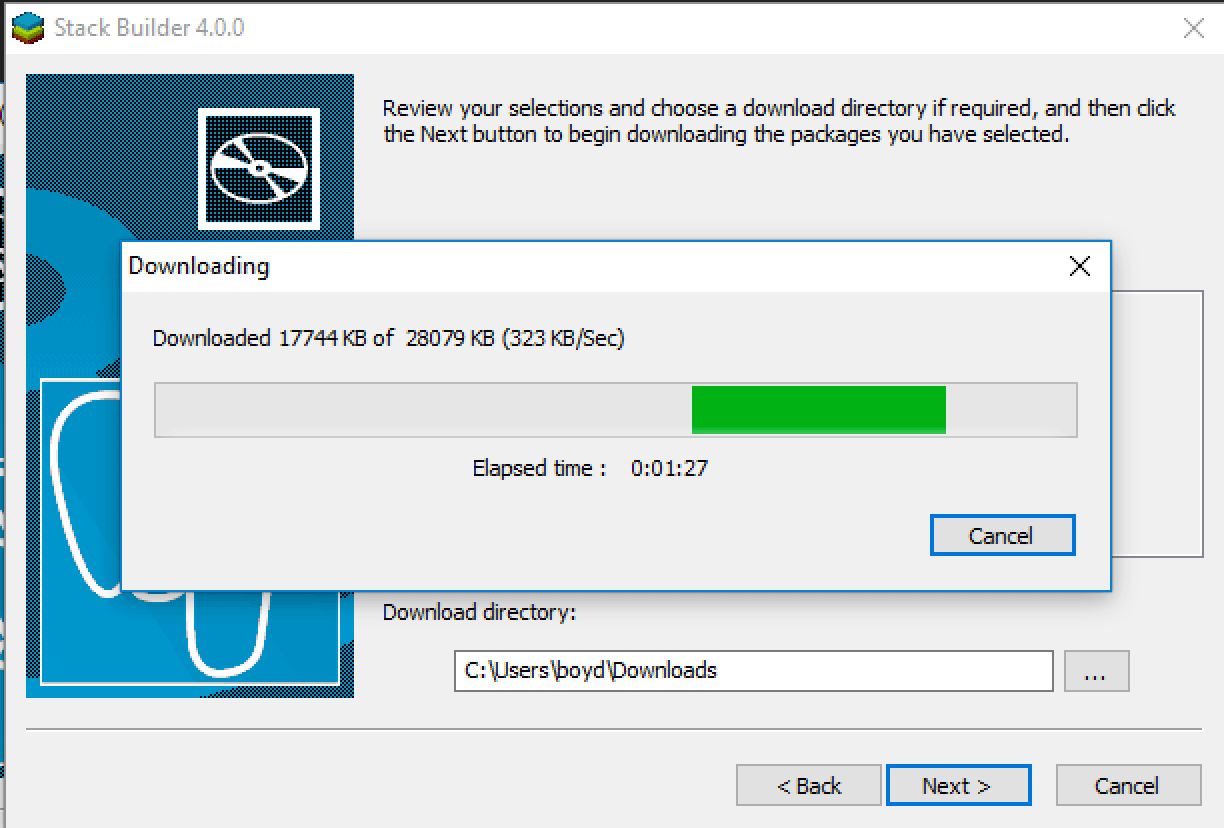 Stack Builder 4.0.0
Review your selections and choose a download directory if required, and then click
the Next button to begin downloading the packages you have selected.
Downloading
Downloaded 17744 KB of 28079 KB (323 KB/Sec)
Elapsed time : 0:01:27
Cancel
Download directory:
C:\Users\boyd\Downloads
...
< Back
Next >
Cancel